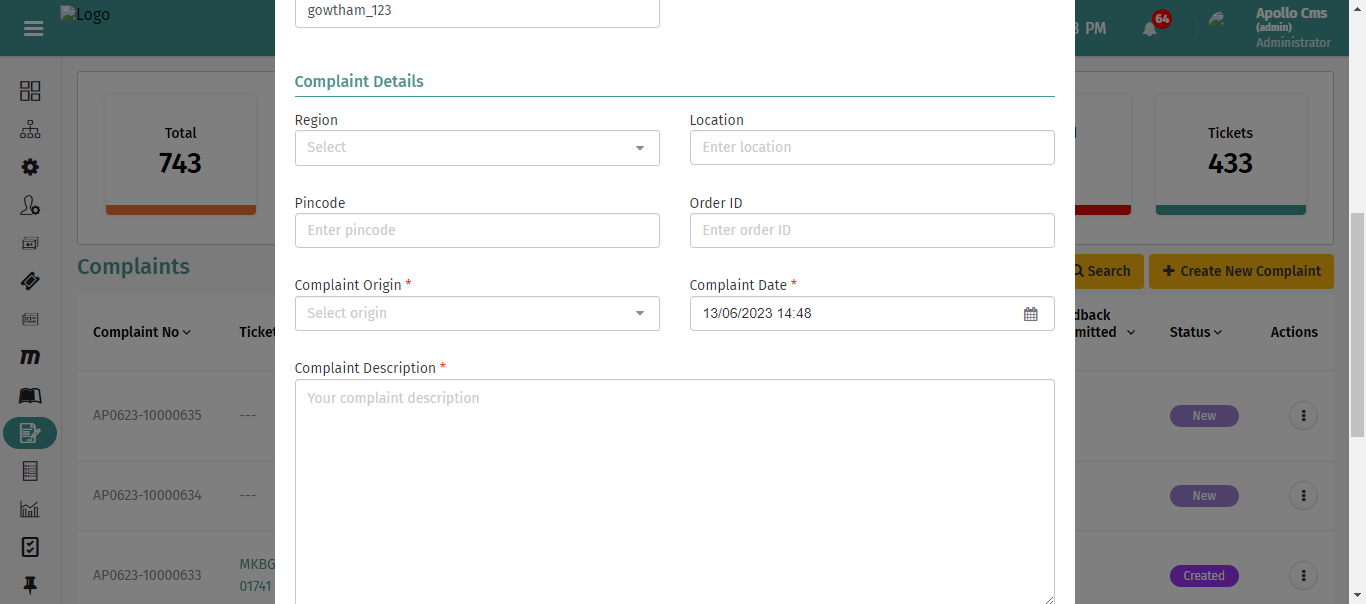 gowtham_123
Logo
3 PM
64
Apollo Cms
(admin)
Administrator
Complaint Details
Region
Location
Select
Enter location
Total
743
Tickets
433
Pincode
Order ID
Enter pincode
Enter order ID
Complaints
Search
Create New Complaint
Complaint Origin *
Complaint Date *
Select origin
13/06/2023 14:48
Complaint No
Status
Actions
Complaint Description *
Your complaint description
AP0623-10000635
---
New
AP0623-10000634
---
New
AP0623-10000633
MKBG
01741
Created